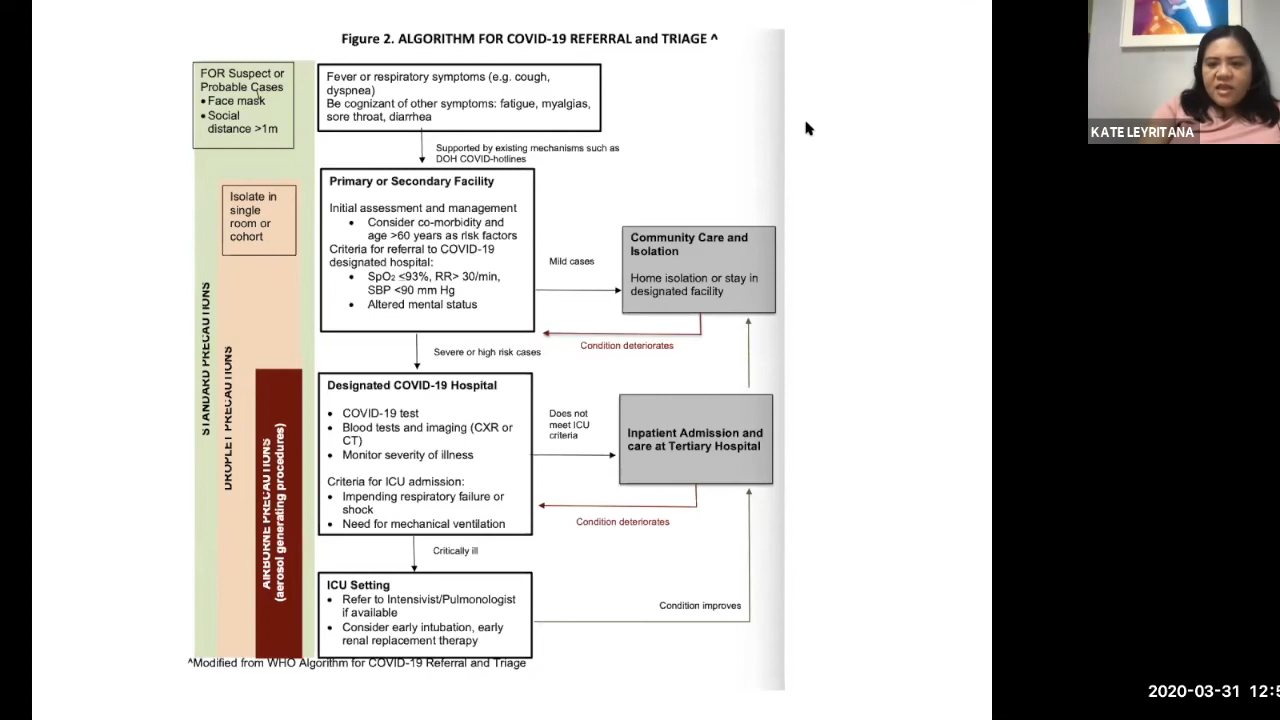 Figure 2. ALGORITHM FOR COVID-19 REFERRAL and TRIAGE ^
FOR Suspect or
Probable Cases
• Face mask
• Social
distance >1m
Fever or respiratory symptoms (e.g. cough,
dyspnea)
Be cognizant of other symptoms: fatigue, myalgias,
sore throat, diarrhea
Supported by existing mechanisms such as
DOH COVID-hotlines
Isolate in
single
room or
cohort
Primary or Secondary Facility
Initial assessment and management
• Consider co-morbidity and
age >60 years as risk factors
Criteria for referral to COVID-19
designated hospital:
• SpO₂ <93%, RR> 30/min,
SBP <90 mm Hg
• Altered mental status
Mild cases
Community Care and
Isolation
Home isolation or stay in
designated facility
Condition deteriorates
Severe or high risk cases
STANDARD PRECAUTIONS
DROPLET PRECAUTIONS
AIRBORNE PRECAUTIONS
(aerosol generating procedures)
Designated COVID-19 Hospital
• COVID-19 test
• Blood tests and imaging (CXR or
CT)
• Monitor severity of illness
Criteria for ICU admission:
• Impending respiratory failure or
shock
• Need for mechanical ventilation
Does not
meet ICU
criteria
Inpatient Admission and
care at Tertiary Hospital
Condition deteriorates
Critically ill
ICU Setting
• Refer to Intensivist/Pulmonologist
if available
• Consider early intubation, early
renal replacement therapy
Condition improves
^Modified from WHO Algorithm for COVID-19 Referral and Triage
KATE LEYRITANA
2020-03-31 12:5